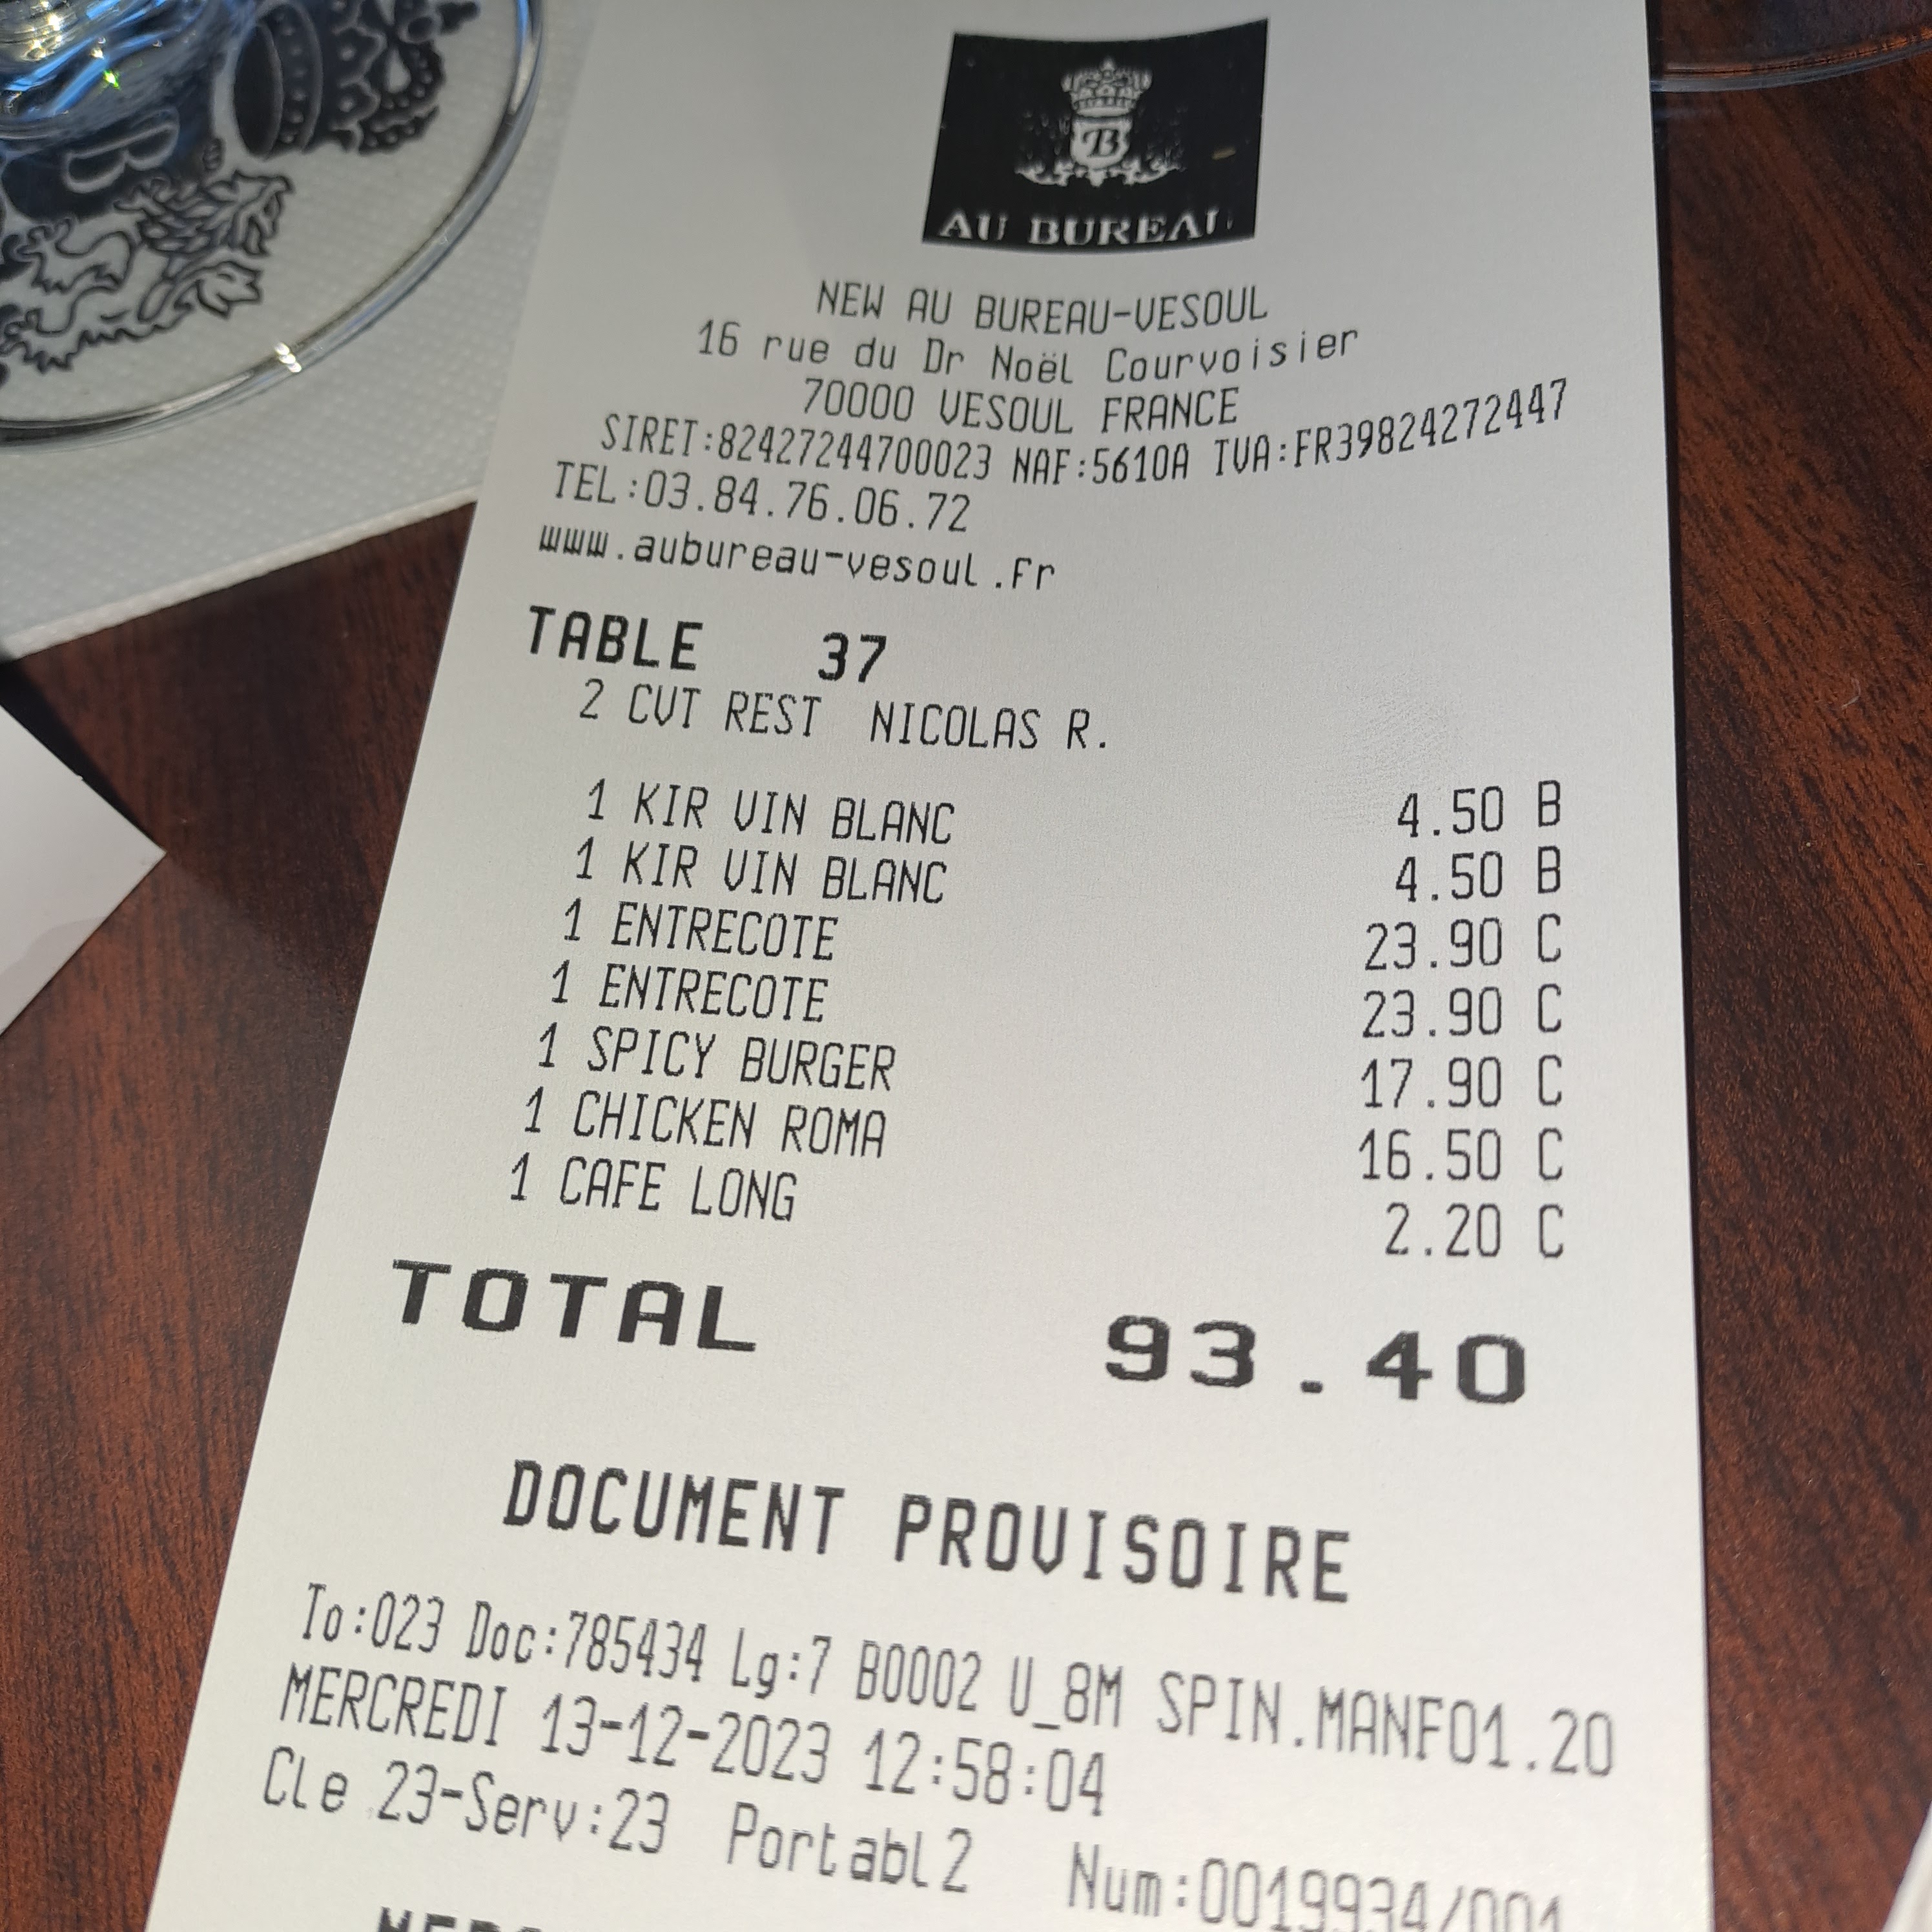 B
AU BUREAU
NEW AU BUREAU-VESOUL
16 rue du Dr Noël Courvoisier
70000 VESOUL FRANCE
SIRET:82427244700023 NAF:5610A TVA:FR39824272447
TEL:03.84.76.06.72
www.aubureau-vesoul.fr
TABLE 37
2 CVT REST NICOLAS R.
1 KIR VIN BLANC 4.50 B
1 KIR VIN BLANC 4.50 B
1 ENTRECOTE 23.90 C
1 ENTRECOTE 23.90 C
1 SPICY BURGER 17.90 C
1 CHICKEN ROMA 16.50 C
1 CAFE LONG 2.20 C
TOTAL 93.40
DOCUMENT PROVISOIRE
To:023 Doc:785434 Lg:7 B0002 U_8M SPIN.MANF01.20
MERCREDI 13-12-2023 12:58:04
Cle 23-Serv:23 Portabl2 Num:0019934/001